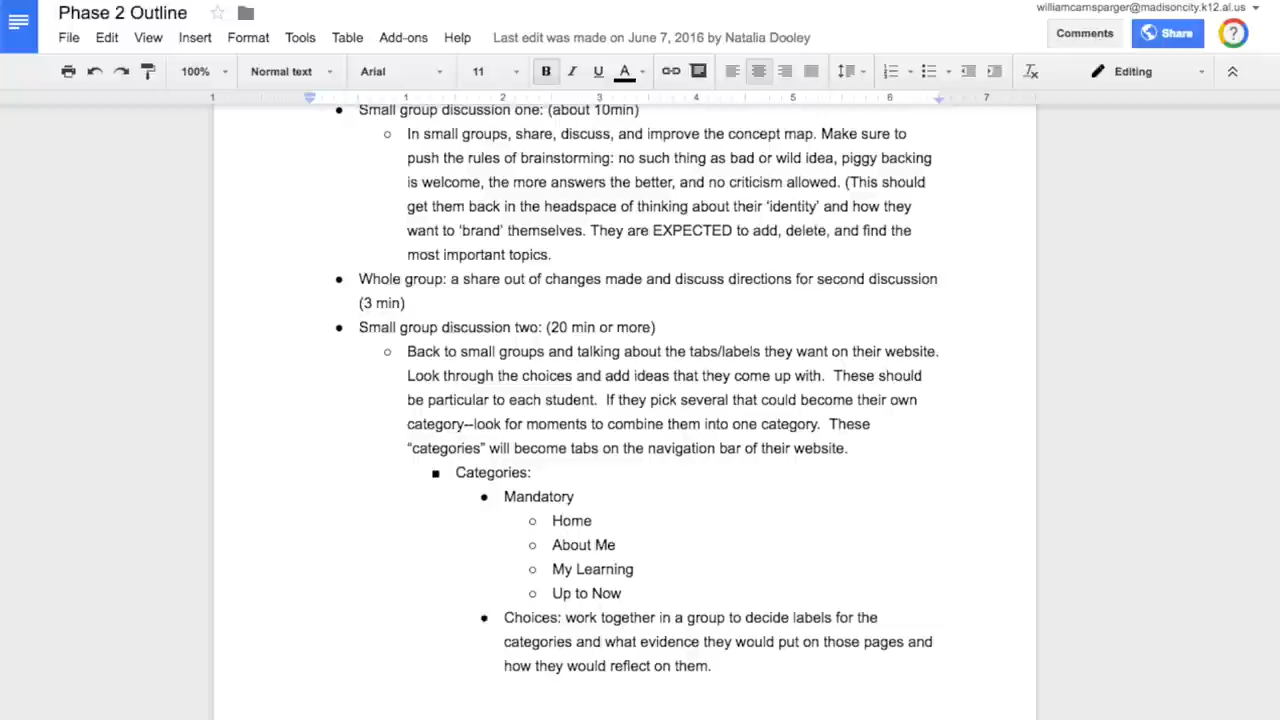 Phase 2 Outline
williamcamsparger@madisoncity.k12.al.us
File Edit View Insert Format Tools Table Add-ons Help Last edit was made on June 7, 2016 by Natalia Dooley
Comments Share ?
100% Normal text Arial 11 B I U A Editing
1 1 2 3 4 5 6 7
● Small group discussion one: (about 10min)
○ In small groups, share, discuss, and improve the concept map. Make sure to
push the rules of brainstorming: no such thing as bad or wild idea, piggy backing
is welcome, the more answers the better, and no criticism allowed. (This should
get them back in the headspace of thinking about their ‘identity’ and how they
want to ‘brand’ themselves. They are EXPECTED to add, delete, and find the
most important topics.
● Whole group: a share out of changes made and discuss directions for second discussion
(3 min)
● Small group discussion two: (20 min or more)
○ Back to small groups and talking about the tabs/labels they want on their website.
Look through the choices and add ideas that they come up with. These should
be particular to each student. If they pick several that could become their own
category--look for moments to combine them into one category. These
“categories” will become tabs on the navigation bar of their website.
■ Categories:
● Mandatory
○ Home
○ About Me
○ My Learning
○ Up to Now
● Choices: work together in a group to decide labels for the
categories and what evidence they would put on those pages and
how they would reflect on them.